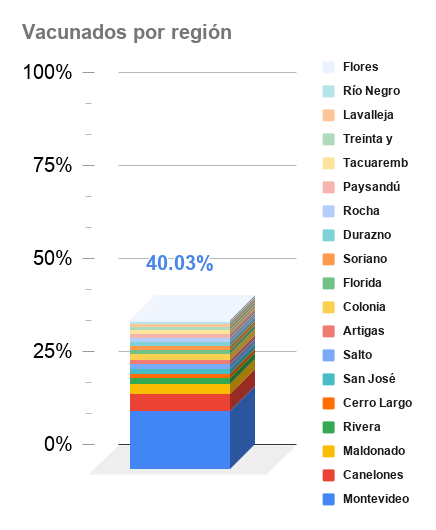 Vacunados por región
100%
75%
50%
25%
0%
40.03%
Flores
Río Negro
Lavalleja
Treinta y
Tacuaremb
Paysandú
Rocha
Durazno
Soriano
Florida
Colonia
Artigas
Salto
San José
Cerro Largo
Rivera
Maldonado
Canelones
Montevideo